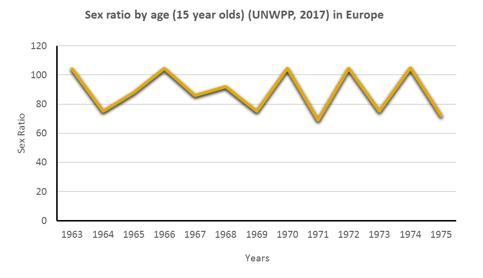 Sex ratio by age (15 year olds) (UNWPP, 2017) in Europe
120
100
80
60
40
20
0
Sex Ratio
1963 1964 1965 1966 1967 1968 1969 1970 1971 1972 1973 1974 1975
Years